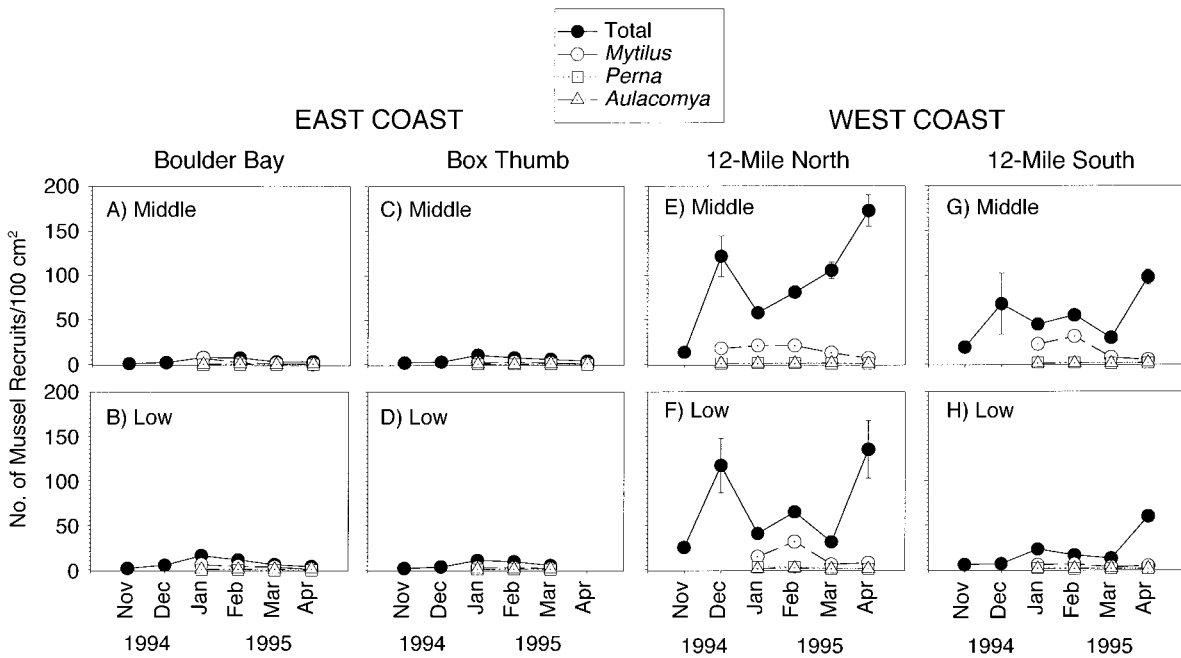 Total
Mytilus
Perna
Aulacomya
EAST COAST
WEST COAST
Boulder Bay
Box Thumb
12-Mile North
12-Mile South
No. of Mussel Recruits/100 cm²
200
150
100
50
0
A) Middle
C) Middle
E) Middle
G) Middle
200
150
100
50
0
B) Low
D) Low
F) Low
H) Low
Nov Dec Jan Feb Mar Apr
Nov Dec Jan Feb Mar Apr
Nov Dec Jan Feb Mar Apr
Nov Dec Jan Feb Mar Apr
1994 1995
1994 1995
1994 1995
1994 1995